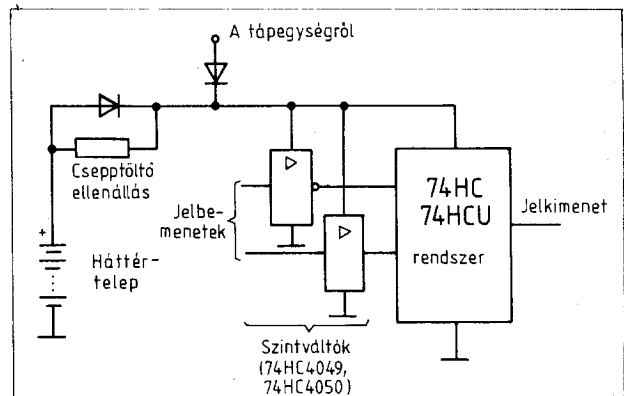 A tápegységről
Csepptöltő
ellenállás
Jelbe-
menetek
74HC
74HCU
rendszer
Jelkimenet
+
Háttér-
telep
Szintváltók
(74HC4049,
74HC4050)